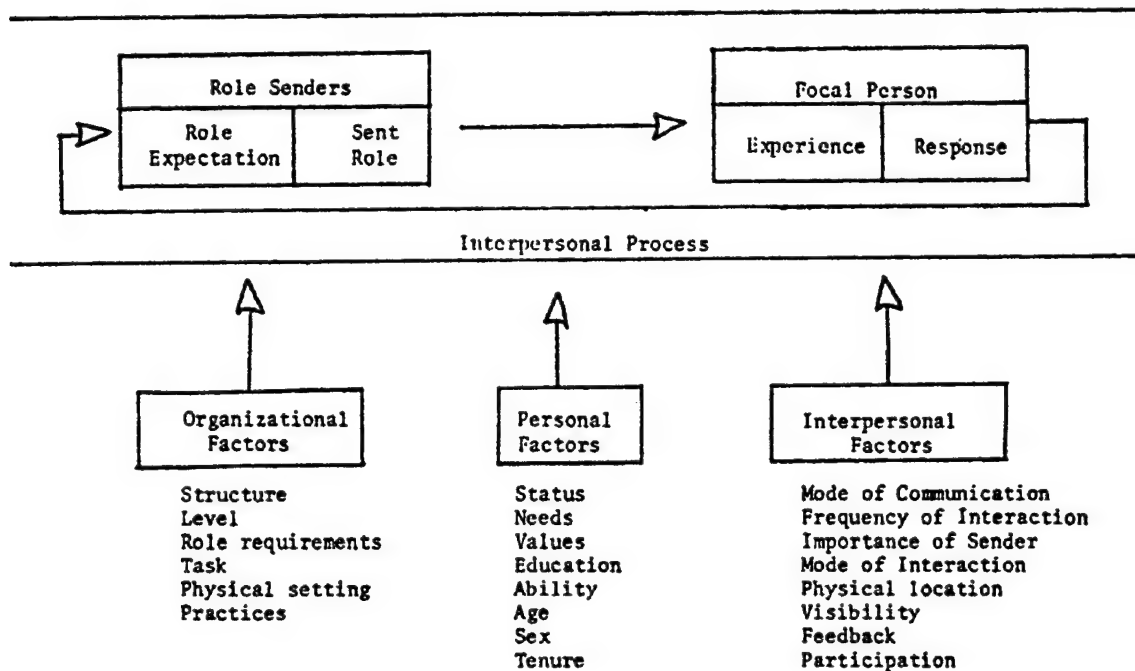 Role Senders
Role
Expectation
Sent
Role
Focal Person
Experience
Response
Interpersonal Process
Organizational
Factors
Structure
Level
Role requirements
Task
Physical setting
Practices
Personal
Factors
Status
Needs
Values
Education
Ability
Age
Sex
Tenure
Interpersonal
Factors
Mode of Communication
Frequency of Interaction
Importance of Sender
Mode of Interaction
Physical location
Visibility
Feedback
Participation